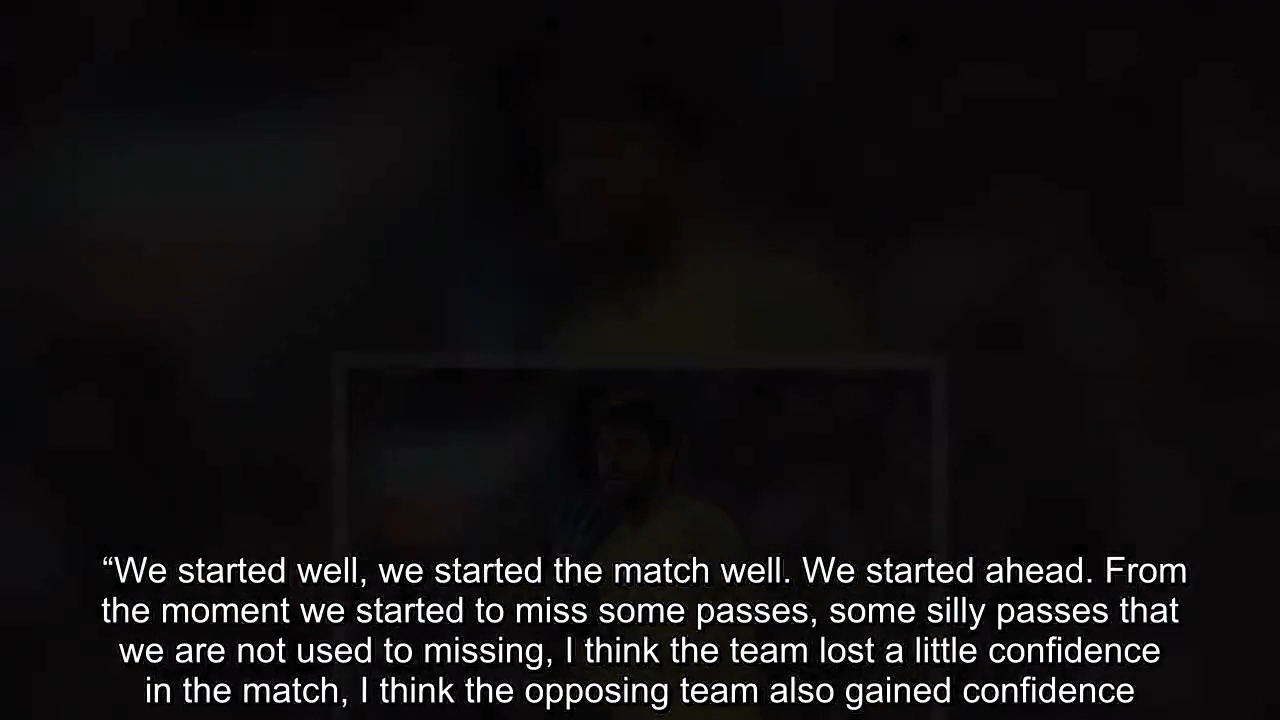 “We started well, we started the match well. We started ahead. From
the moment we started to miss some passes, some silly passes that
we are not used to missing, I think the team lost a little confidence
in the match, I think the opposing team also gained confidence